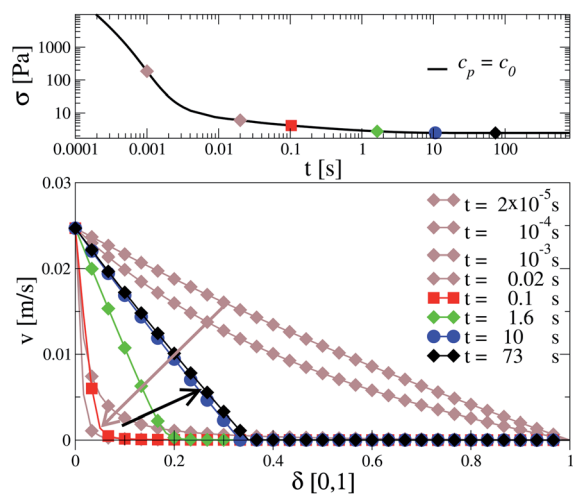 σ [Pa]
1000
100
10
c_p = c_0
0.0001 0.001 0.01 0.1 1 10 100
t [s]
v [m/s]
0.03
0.02
0.01
0
t = 2x10^-5 s
t = 10^-4 s
t = 10^-3 s
t = 0.02 s
t = 0.1 s
t = 1.6 s
t = 10 s
t = 73 s
0 0.2 0.4 0.6 0.8 1
δ [0,1]